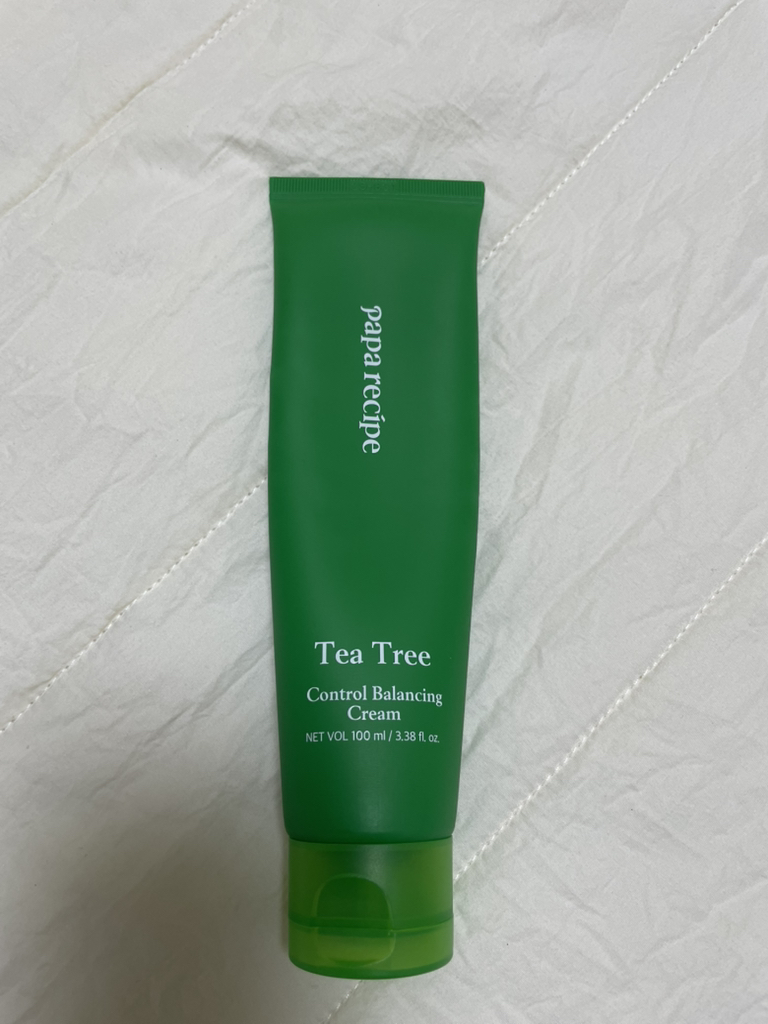 papa recipe
Tea Tree
Control Balancing
Cream
NET VOL 100 ml / 3.38 fl. oz.